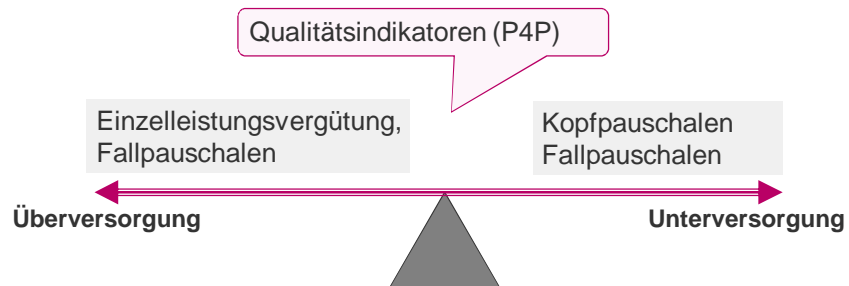 Qualitätsindikatoren (P4P)
Einzelleistungsvergütung,
Fallpauschalen
Kopfpauschalen
Fallpauschalen
Überversorgung
Unterversorgung